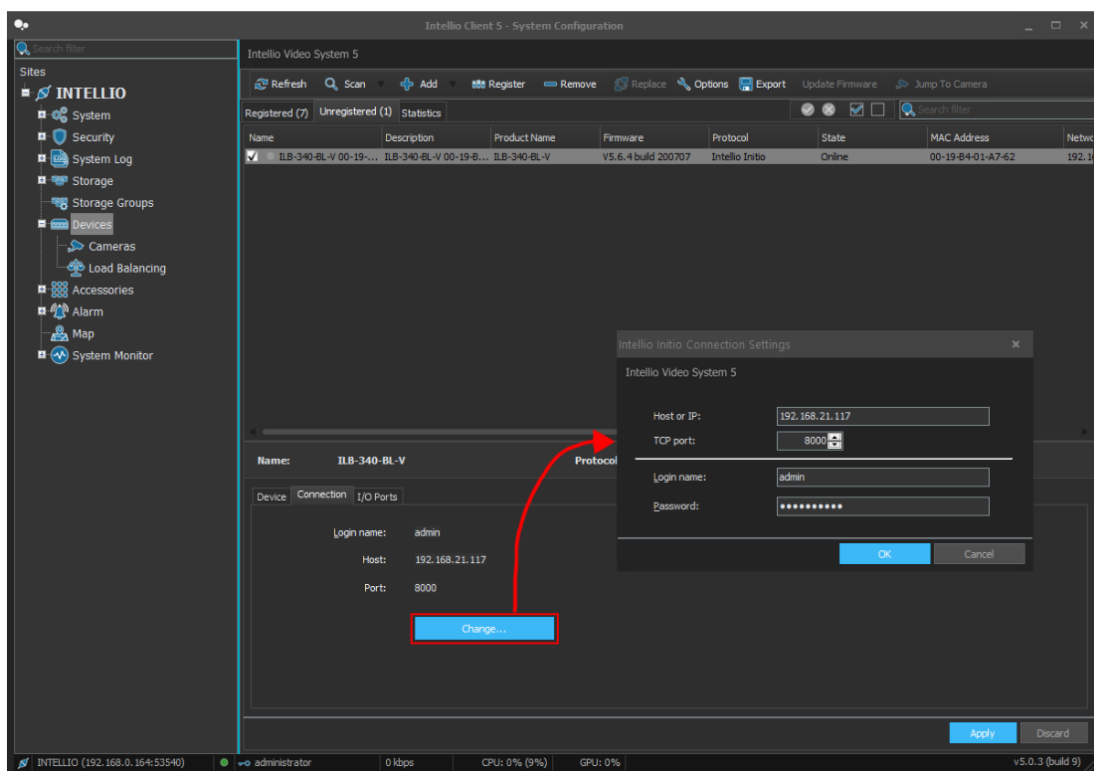 Intellio Client 5 - System Configuration
Search filter
Sites
INTELLIO
System
Security
System Log
Storage
Storage Groups
Devices
Cameras
Load Balancing
Accessories
Alarm
Map
System Monitor
Intellio Video System 5
Refresh Scan Add Register Remove Replace Options Export Update Firmware Jump To Camera
Registered (7) Unregistered (1) Statistics Search filter
Name Description Product Name Firmware Protocol State MAC Address Netwo
ILB-340-BL-V 00-19-... ILB-340-BL-V 00-19-B... ILB-340-BL-V V5.6.4 build 200707 Intellio Initio Online 00-19-B4-01-A7-62 192.1
Name: ILB-340-BL-V Protocol
Device Connection I/O Ports
Login name: admin
Host: 192.168.21.117
Port: 8000
Change...
Intellio Initio Connection Settings
Intellio Video System 5
Host or IP: 192.168.21.117
TCP port: 8000
Login name: admin
Password: ●●●●●●●●●●
OK Cancel
Apply Discard
INTELLIO (192.168.0.164:53540) administrator 0 kbps CPU: 0% (9%) GPU: 0% v5.0.3 (build 9)